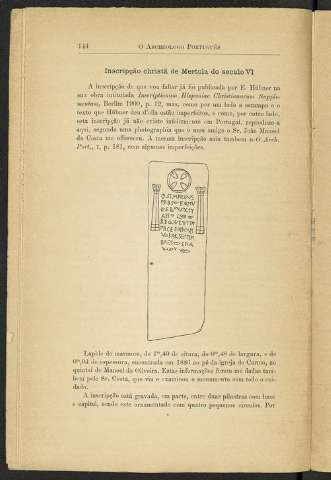 144 O ARCHEOLOGO PORTUGUÊS
Inscripção christã de Mertola do seculo VI
A inscripção de que vou fallar já foi publicada por E. Hübner na
sua obra intitulada Inscriptionum Hispaniae Christianarum Supple-
mentum, Berlim 1900, p. 12, mas, como por um lado a estampa e o
texto que Hübner deu d'ella estão imperfeitos, e como, por outro lado,
esta inscripção já não existe infelizmente em Portugal, reproduzo-a
aqui, segundo uma photographia que o meu amigo o Sr. João Manoel
da Costa me offereceu. A mesma inscripção saiu tambem n-O Arch.
Port., I, p. 181, com algumas imperfeições.
Lapide de marmore, de 1m,40 de altura, de 0m,48 de largura, e de
0m,04 de espessura, encontrada em 1880 ao pé da igreja do Carmo, no
quintal de Manoel da Oliveira. Estas informações foram-me dadas tam-
bem pelo Sr. Costa, que viu e examinou o monumento com todo o cui-
dado.
A inscripção está gravada, em parte, entre duas pilastras com base
e capitel, sendo este ornamentado com quatro pequenos circulos. Por